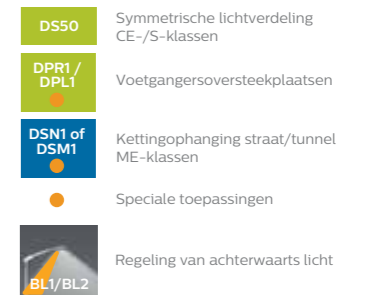 DS50
Symmetrische lichtverdeling
CE-/S-klassen
DPR1 /
DPL1
Voetgangersoversteekplaatsen
DSN1 of
DSM1
Kettingophanging straat/tunnel
ME-klassen
Speciale toepassingen
BL1/BL2
Regeling van achterwaarts licht